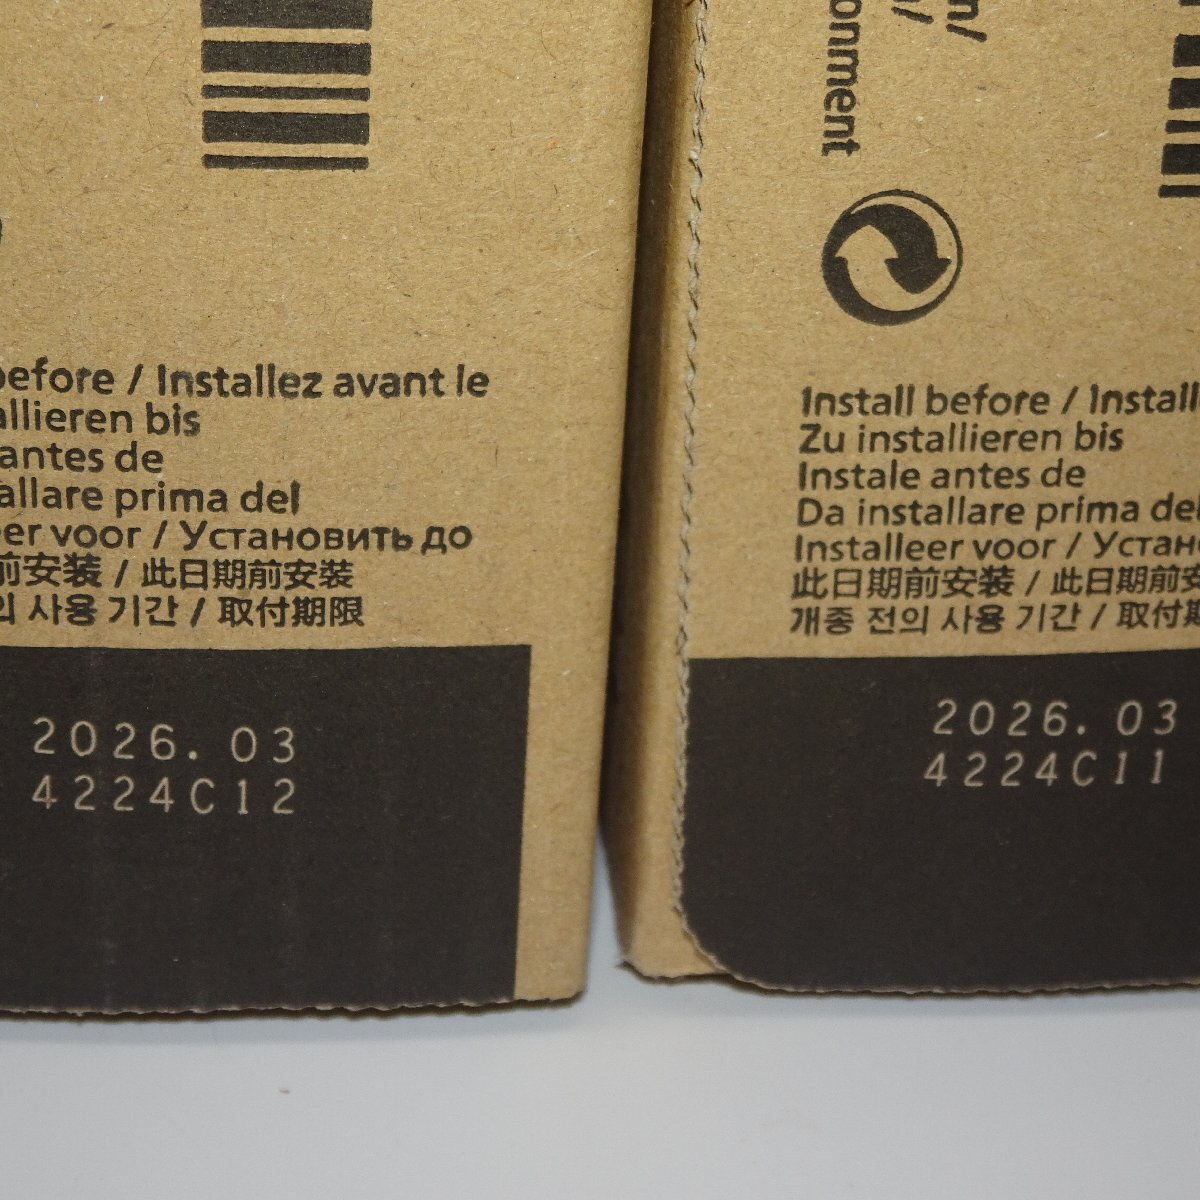 before / Installez avant le
allieren bis
antes de
allare prima del
er voor / Установить до
前安装 / 此日期前安裝
의 사용 기간 / 取付期限
2026.03
4224C12
onment
Install before / Install
Zu installieren bis
Instale antes de
Da installare prima del
Installeer voor / Устан
此日期前安装 / 此日期前安
개중 전의 사용 기간 / 取付期
2026.03
4224C11